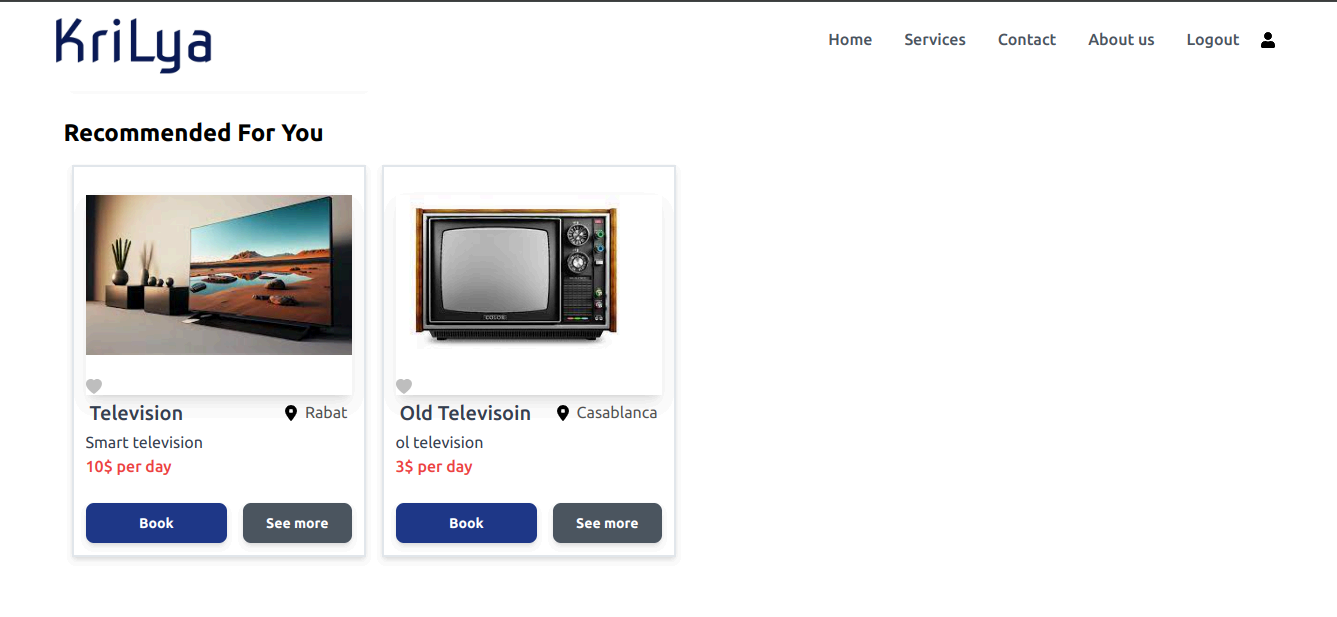 KriLya
Home Services Contact About us Logout
Recommended For You
Television Rabat
Smart television
10$ per day
Book See more
COLOR
Old Televisoin Casablanca
ol television
3$ per day
Book See more